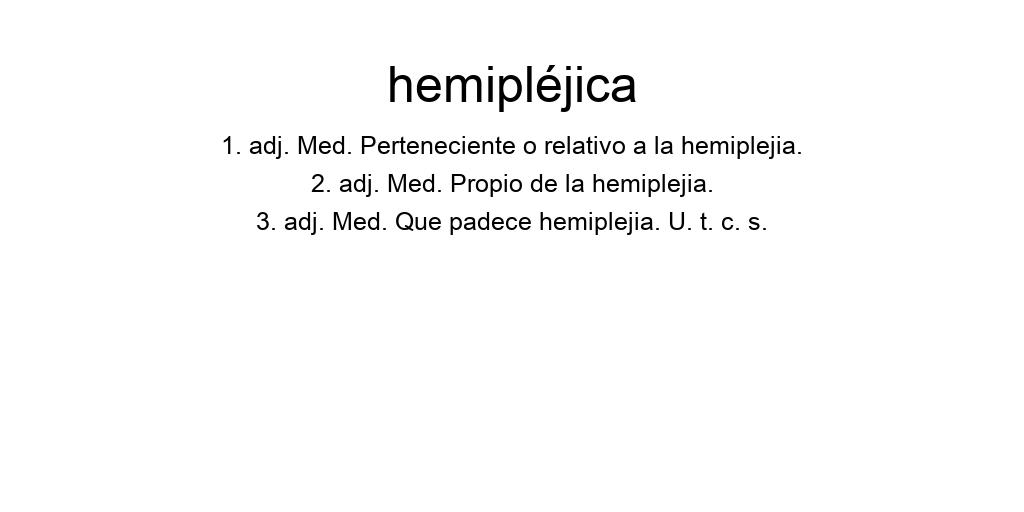 hemipléjica
1. adj. Med. Perteneciente o relativo a la hemiplejia.
2. adj. Med. Propio de la hemiplejia.
3. adj. Med. Que padece hemiplejia. U. t. c. s.